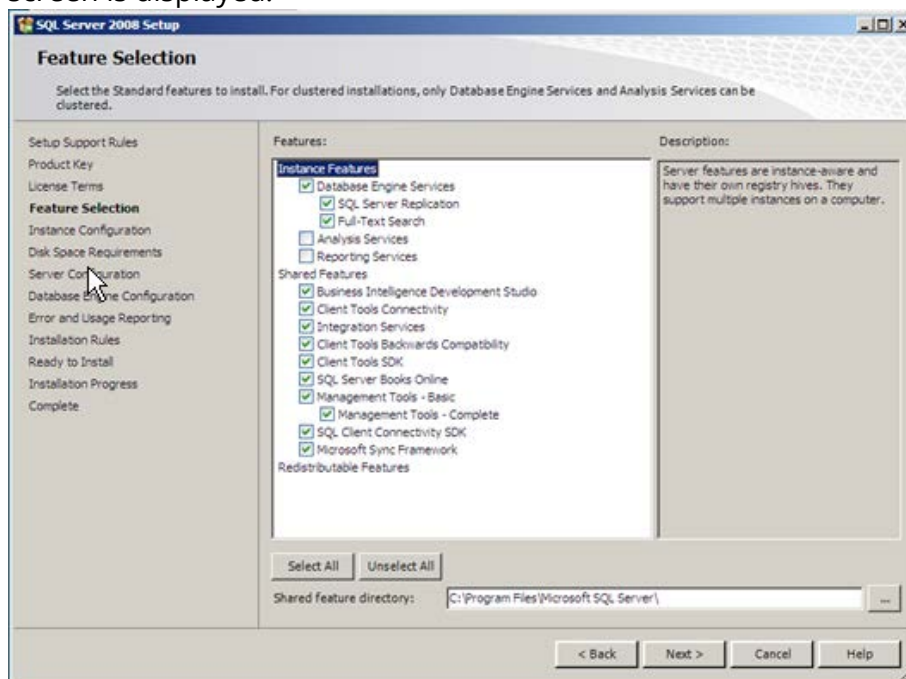 screen is displayed.
SQL Server 2008 Setup
Feature Selection
Select the Standard features to install. For clustered installations, only Database Engine Services and Analysis Services can be
clustered.
Setup Support Rules
Product Key
License Terms
Feature Selection
Instance Configuration
Disk Space Requirements
Server Configuration
Database Engine Configuration
Error and Usage Reporting
Installation Rules
Ready to Install
Installation Progress
Complete
Features:
Instance Features
Database Engine Services
SQL Server Replication
Full-Text Search
Analysis Services
Reporting Services
Shared Features
Business Intelligence Development Studio
Client Tools Connectivity
Integration Services
Client Tools Backwards Compatibility
Client Tools SDK
SQL Server Books Online
Management Tools - Basic
Management Tools - Complete
SQL Client Connectivity SDK
Microsoft Sync Framework
Redistributable Features
Description:
Server features are instance-aware and
have their own registry hives. They
support multiple instances on a computer.
Select All
Unselect All
Shared feature directory:
C:\Program Files\Microsoft SQL Server\
...
< Back
Next >
Cancel
Help